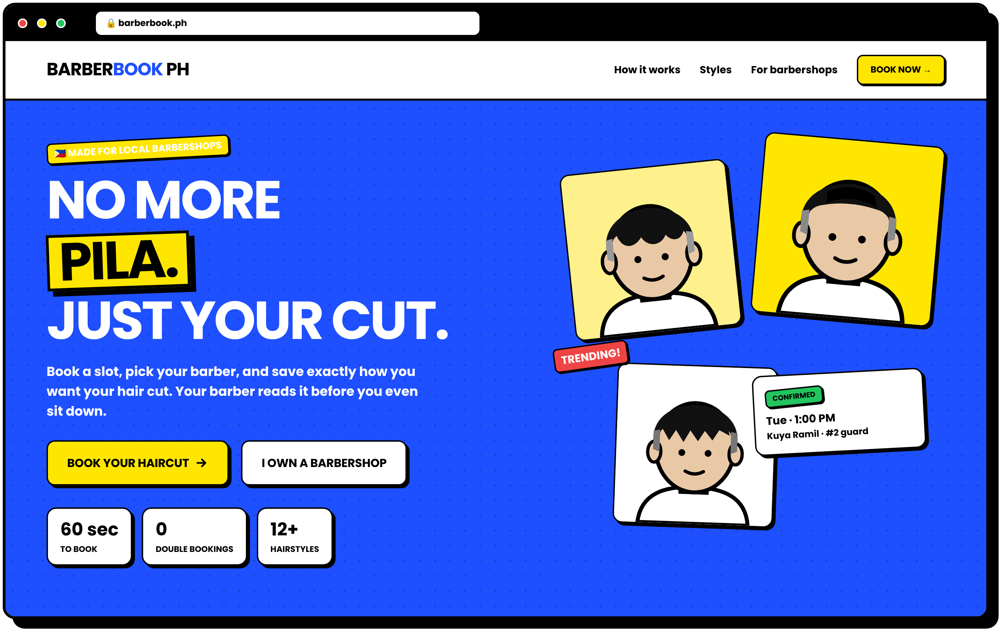 🔒 barberbook.ph
BARBERBOOK PH
How it works
Styles
For barbershops
BOOK NOW →
🇵🇭 MADE FOR LOCAL BARBERSHOPS
NO MORE
PILA.
JUST YOUR CUT.
Book a slot, pick your barber, and save exactly how you
want your hair cut. Your barber reads it before you even
sit down.
BOOK YOUR HAIRCUT →
I OWN A BARBERSHOP
60 sec
TO BOOK
0
DOUBLE BOOKINGS
12+
HAIRSTYLES
TRENDING!
CONFIRMED
Tue · 1:00 PM
Kuya Ramil · #2 guard